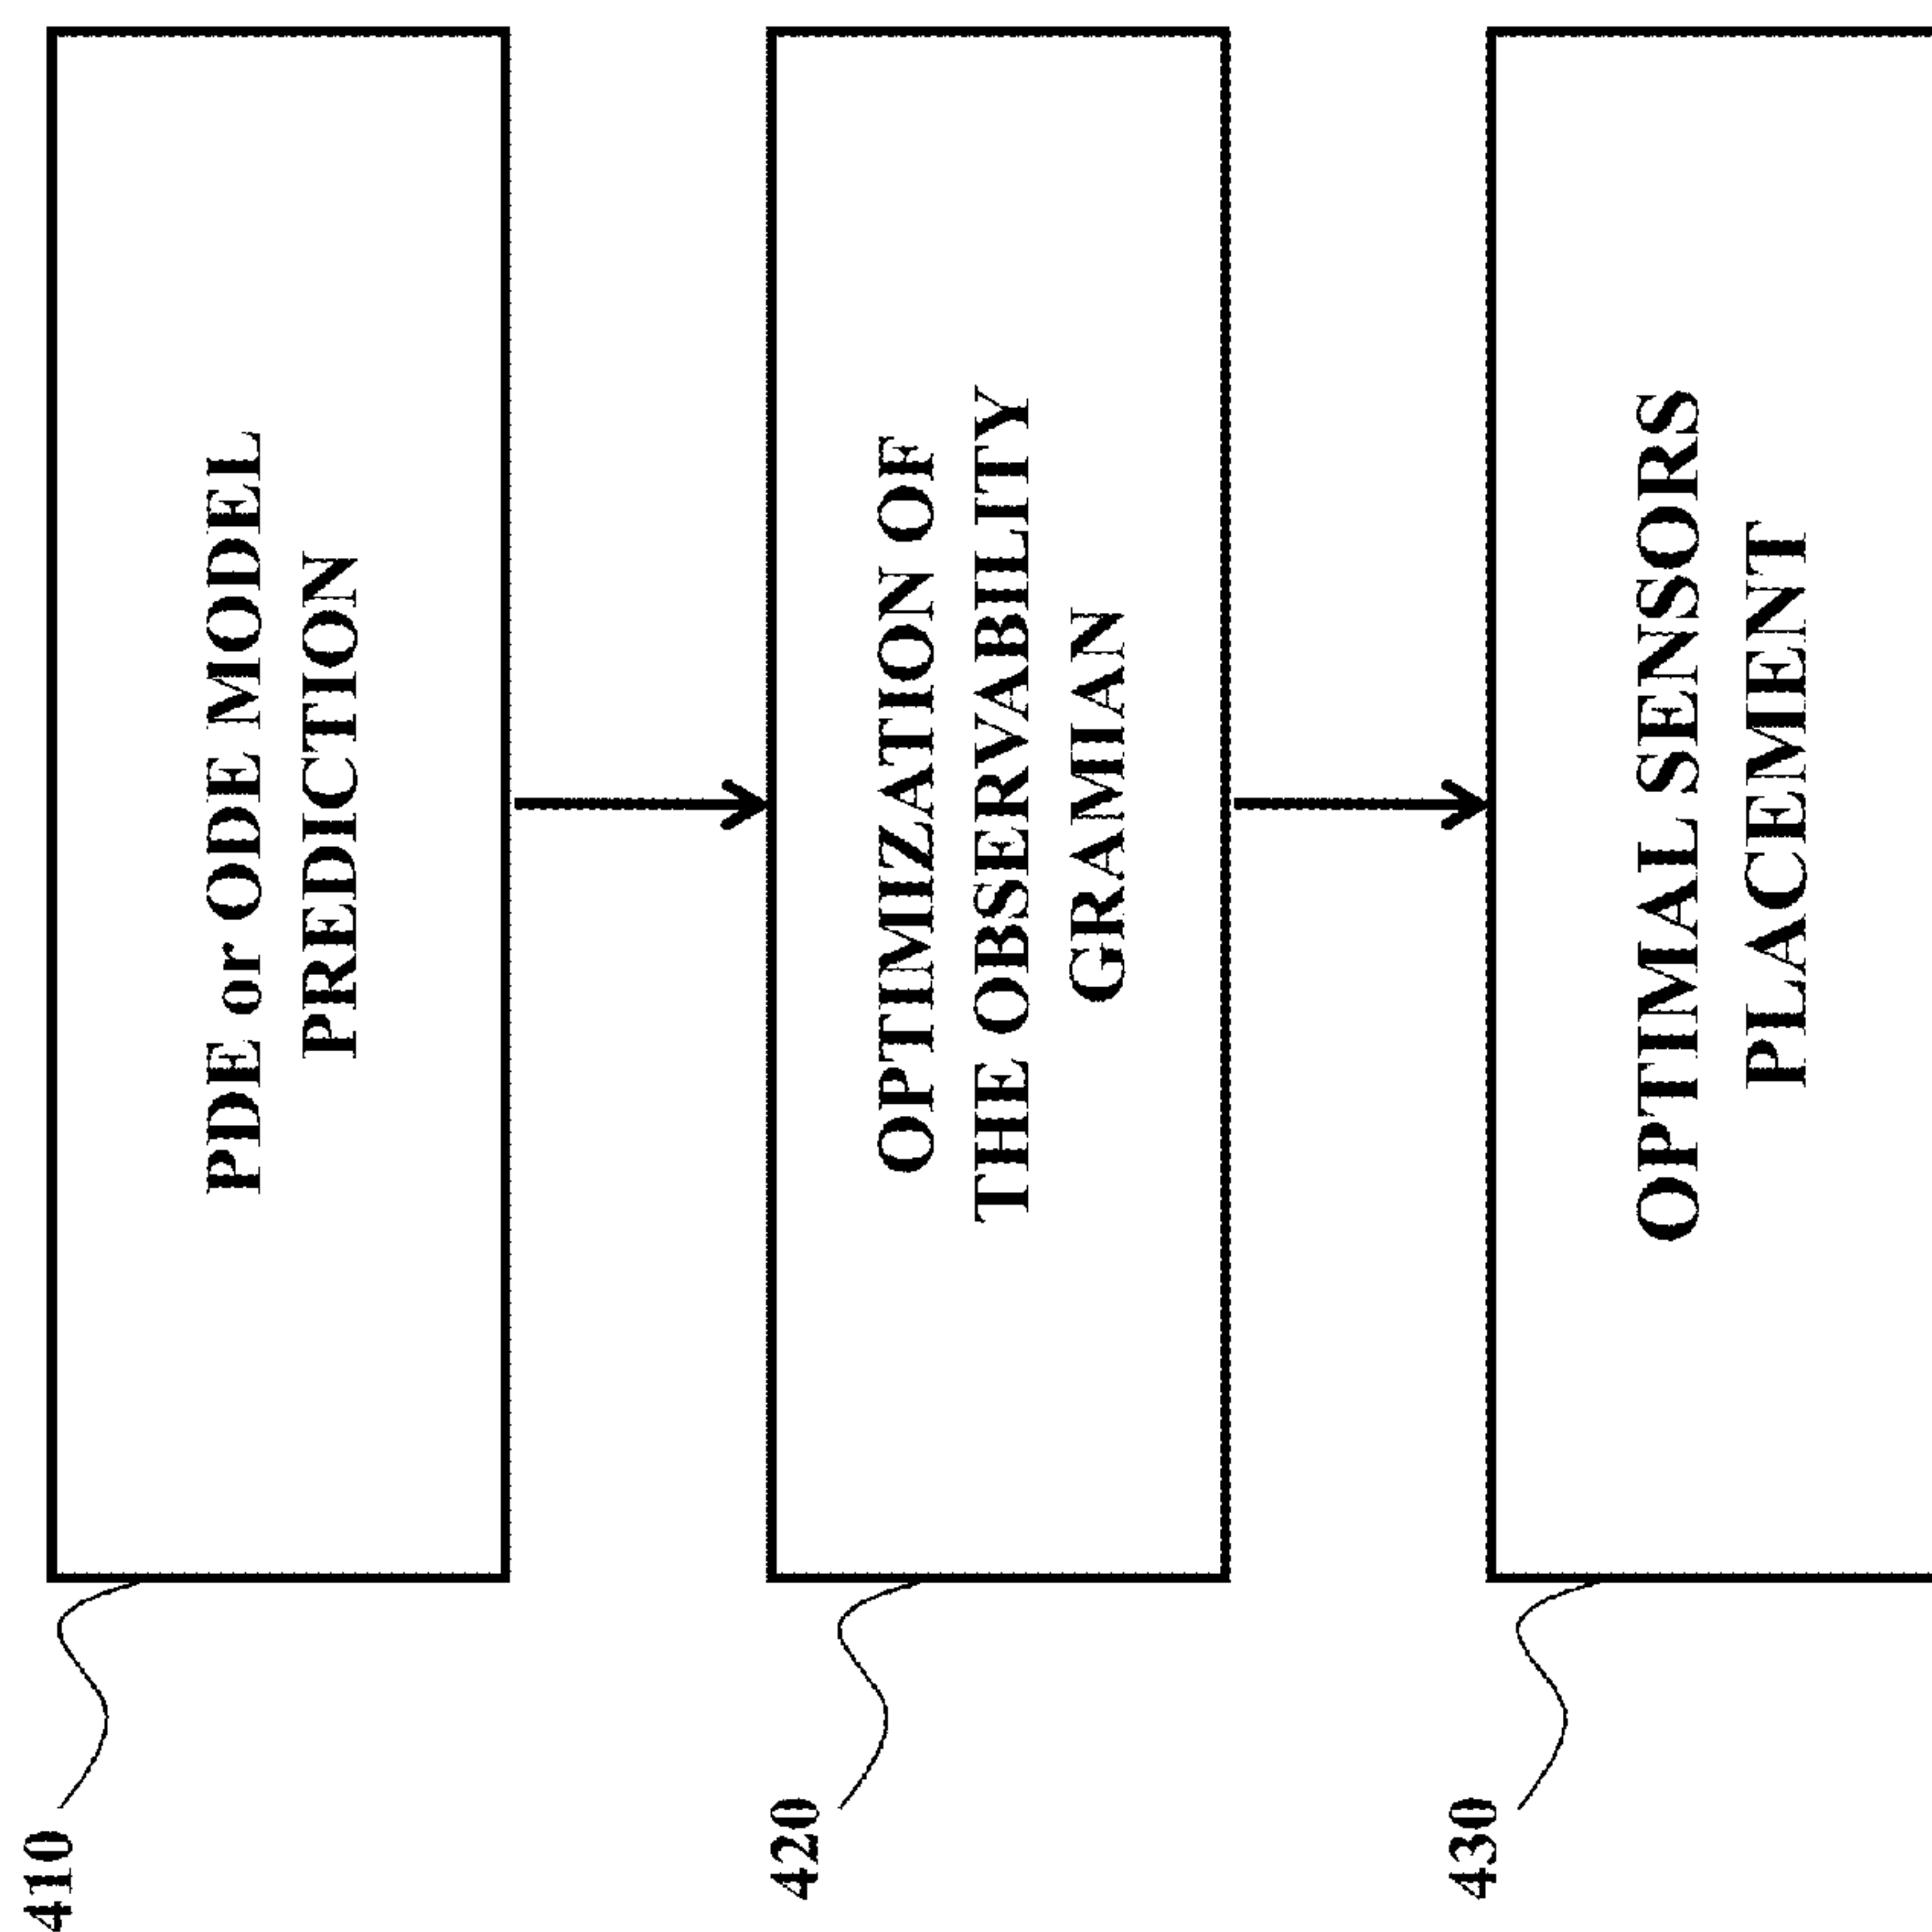 410
PDE or ODE MODEL
PREDICTION
420
OPTIMIZATION OF
THE OBSERVABILITY
GRAMIAN
430
OPTIMAL SENSORS
PLACEMENT